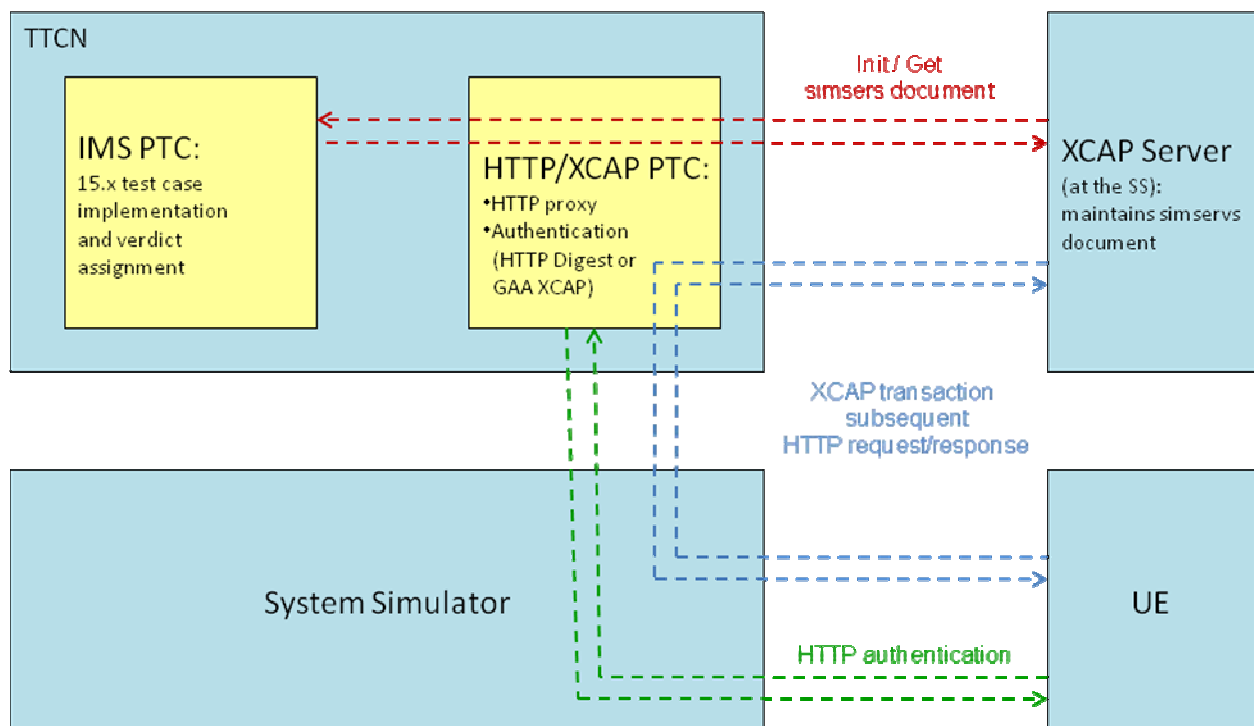 TTCN
IMS PTC:
15.x test case
implementation
and verdict
assignment
HTTP/XCAP PTC:
•HTTP proxy
•Authentication
(HTTP Digest or
GAA XCAP)
Init / Get
simsers document
XCAP Server
(at the SS):
maintains simservs
document
XCAP transaction
subsequent
HTTP request/response
System Simulator
UE
HTTP authentication